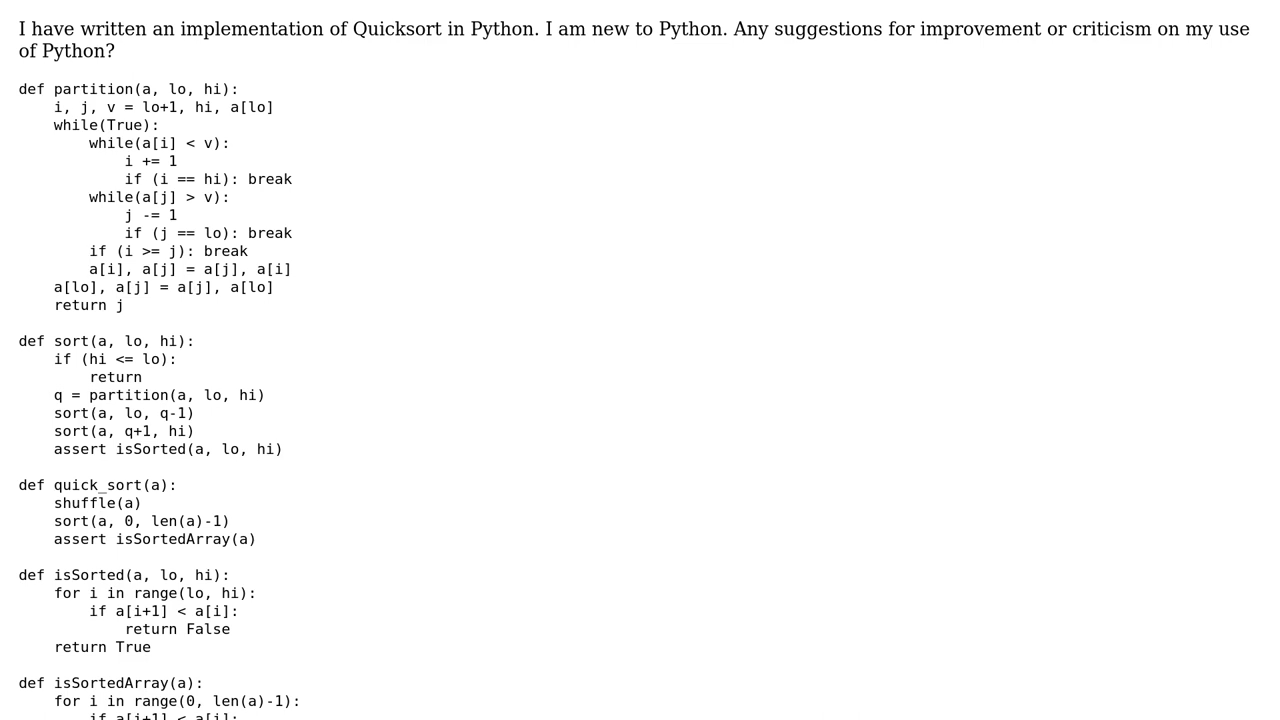 I have written an implementation of Quicksort in Python. I am new to Python. Any suggestions for improvement or criticism on my use
of Python?
def partition(a, lo, hi):
    i, j, v = lo+1, hi, a[lo]
    while(True):
        while(a[i] < v):
            i += 1
            if (i == hi): break
        while(a[j] > v):
            j -= 1
            if (j == lo): break
        if (i >= j): break
        a[i], a[j] = a[j], a[i]
    a[lo], a[j] = a[j], a[lo]
    return j
def sort(a, lo, hi):
    if (hi <= lo):
        return
    q = partition(a, lo, hi)
    sort(a, lo, q-1)
    sort(a, q+1, hi)
    assert isSorted(a, lo, hi)
def quick_sort(a):
    shuffle(a)
    sort(a, 0, len(a)-1)
    assert isSortedArray(a)
def isSorted(a, lo, hi):
    for i in range(lo, hi):
        if a[i+1] < a[i]:
            return False
    return True
def isSortedArray(a):
    for i in range(0, len(a)-1):
        if a[i+1] < a[i]: